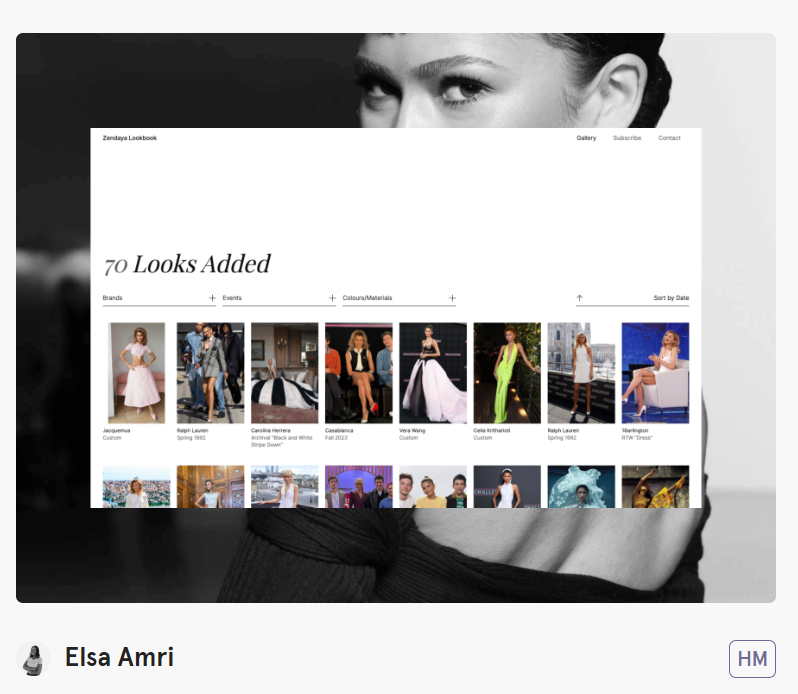 Zendaya Lookbook
Gallery Subscribe Contact
70 Looks Added
Brands + Events + Colours/Materials + ↑ Sort by Date
Jacquemus
Custom
Ralph Lauren
Spring 1992
Carolina Herrera
Archival "Black and White
Stripe Gown"
Casablanca
Fall 2023
Vera Wang
Custom
Celia Kritharioti
Custom
Ralph Lauren
Spring 1992
16arlington
RTW "Dress"
CHALLE
Elsa Amri
HM